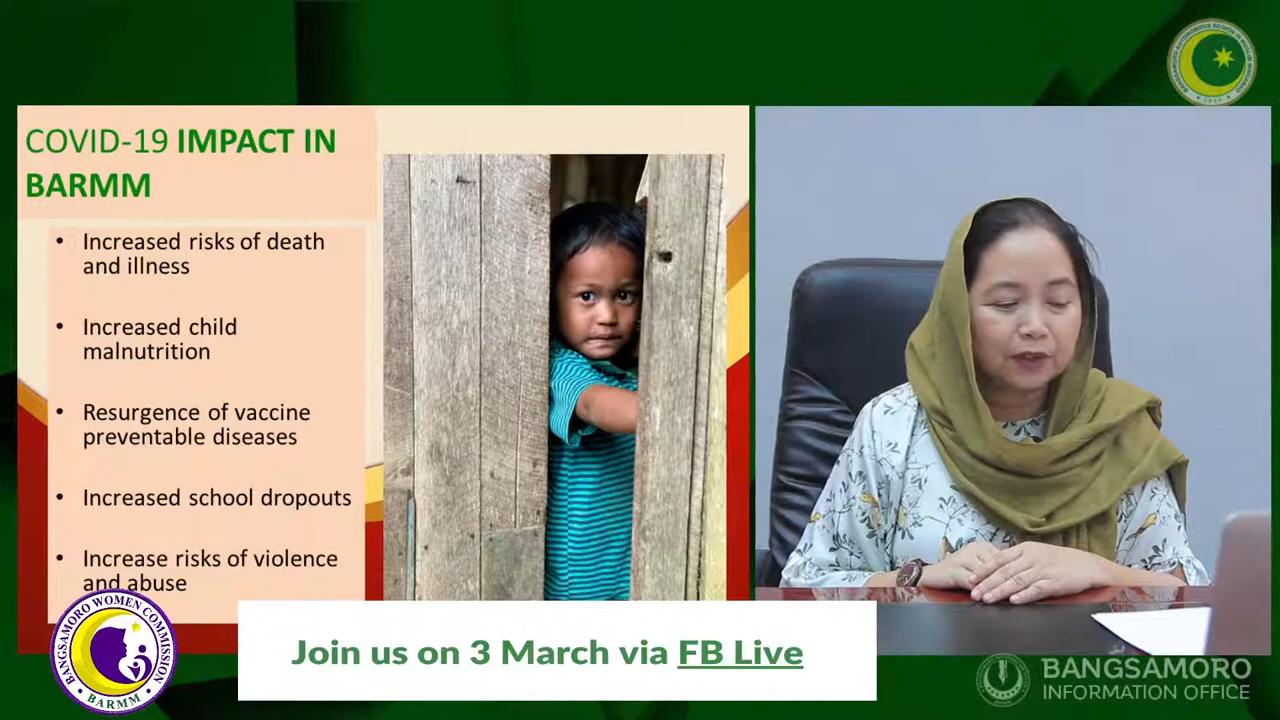 COVID-19 IMPACT IN
BARMM
• Increased risks of death
and illness
• Increased child
malnutrition
• Resurgence of vaccine
preventable diseases
• Increased school dropouts
• Increase risks of violence
and abuse
BANGSAMORO WOMEN COMMISSION
BARMM
Join us on 3 March via FB Live
BANGSAMORO
INFORMATION OFFICE